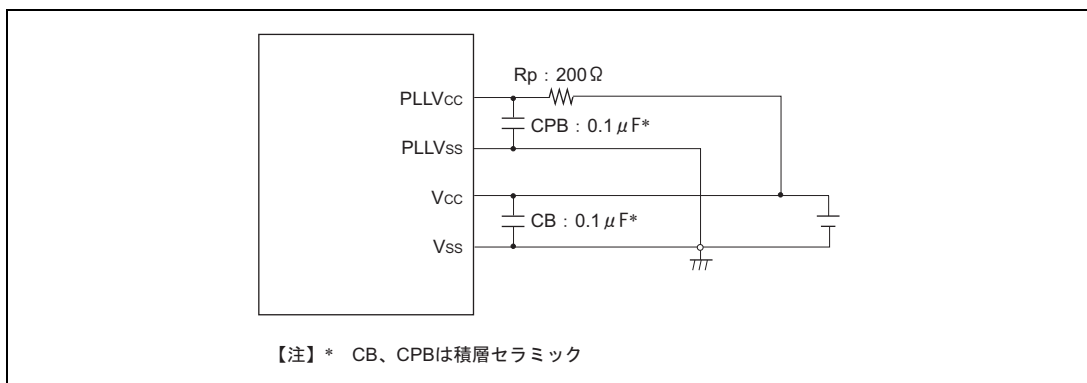 Rp：200Ω
PLLVCC
CPB：0.1μF*
PLLVSS
VCC
CB：0.1μF*
VSS
【注】* CB、CPBは積層セラミック